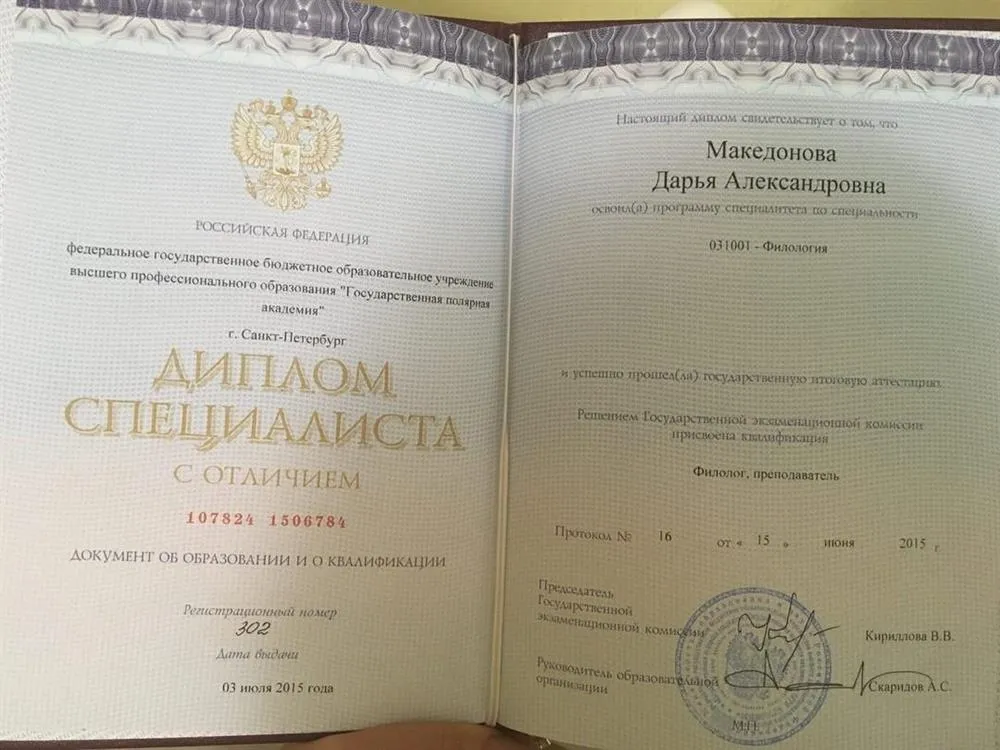 РОССИЙСКАЯ ФЕДЕРАЦИЯ
федеральное государственное бюджетное образовательное учреждение
высшего профессионального образования "Государственная полярная
академия"
г. Санкт-Петербург
ДИПЛОМ
СПЕЦИАЛИСТА
С ОТЛИЧИЕМ
107824 1506784
ДОКУМЕНТ ОБ ОБРАЗОВАНИИ И О КВАЛИФИКАЦИИ
Регистрационный номер
302
Дата выдачи
03 июля 2015 года
Настоящий диплом свидетельствует о том, что
Македонова
Дарья Александровна
освоил(а) программу специалитета по специальности
031001 - Филология
и успешно прошел(ла) государственную итоговую аттестацию.
Решением Государственной экзаменационной комиссии
присвоена квалификация
Филолог, преподаватель
Протокол № 16 от « 15 » июня 2015 г.
Председатель
Государственной
экзаменационной комиссии
Кириллова В.В.
Руководитель образовательной
организации
Скаридов А.С.
М.П.